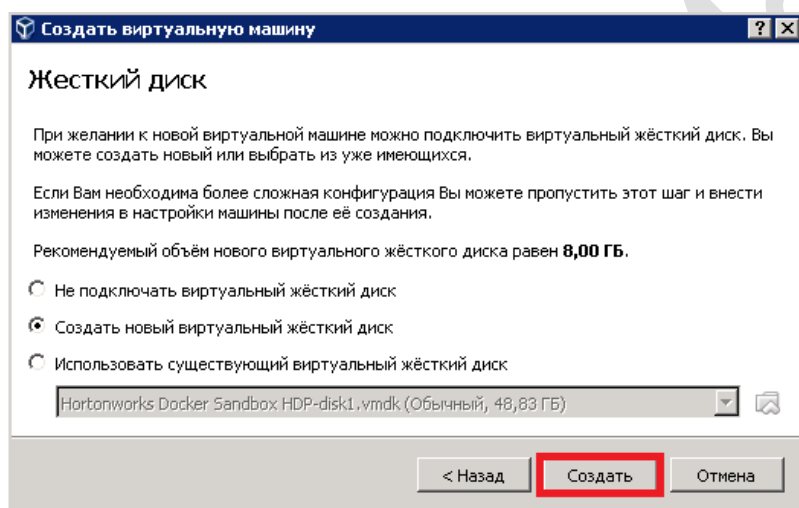 Создать виртуальную машину
Жесткий диск
При желании к новой виртуальной машине можно подключить виртуальный жёсткий диск. Вы
можете создать новый или выбрать из уже имеющихся.
Если Вам необходима более сложная конфигурация Вы можете пропустить этот шаг и внести
изменения в настройки машины после её создания.
Рекомендуемый объём нового виртуального жёсткого диска равен 8,00 ГБ.
Не подключать виртуальный жёсткий диск
Создать новый виртуальный жёсткий диск
Использовать существующий виртуальный жёсткий диск
Hortonworks Docker Sandbox HDP-disk1.vmdk (Обычный, 48,83 ГБ)
< Назад Создать Отмена